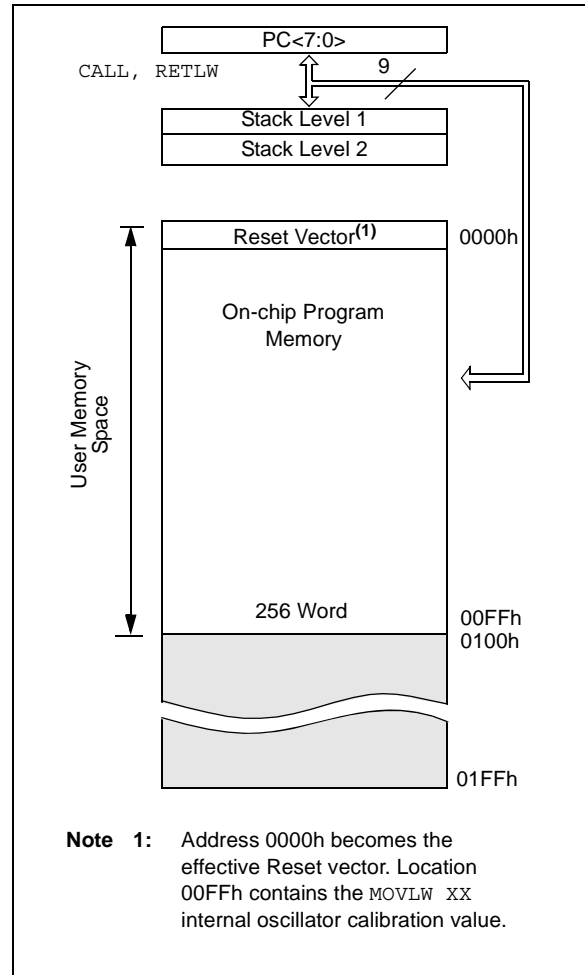 PC<7:0>
CALL, RETLW
9
Stack Level 1
Stack Level 2
Reset Vector(1)
0000h
On-chip Program
Memory
User Memory
Space
256 Word
00FFh
0100h
01FFh
Note 1: Address 0000h becomes the
effective Reset vector. Location
00FFh contains the MOVLW XX
internal oscillator calibration value.